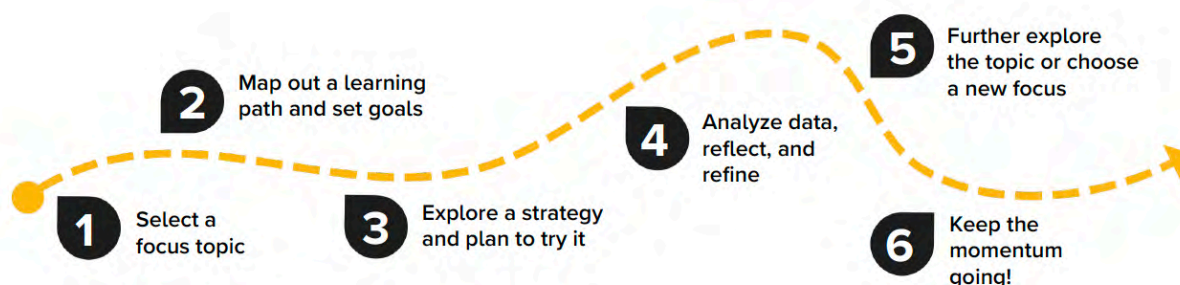 1
Select a
focus topic
2
Map out a learning
path and set goals
3
Explore a strategy
and plan to try it
4
Analyze data,
reflect, and
refine
5
Further explore
the topic or choose
a new focus
6
Keep the
momentum
going!